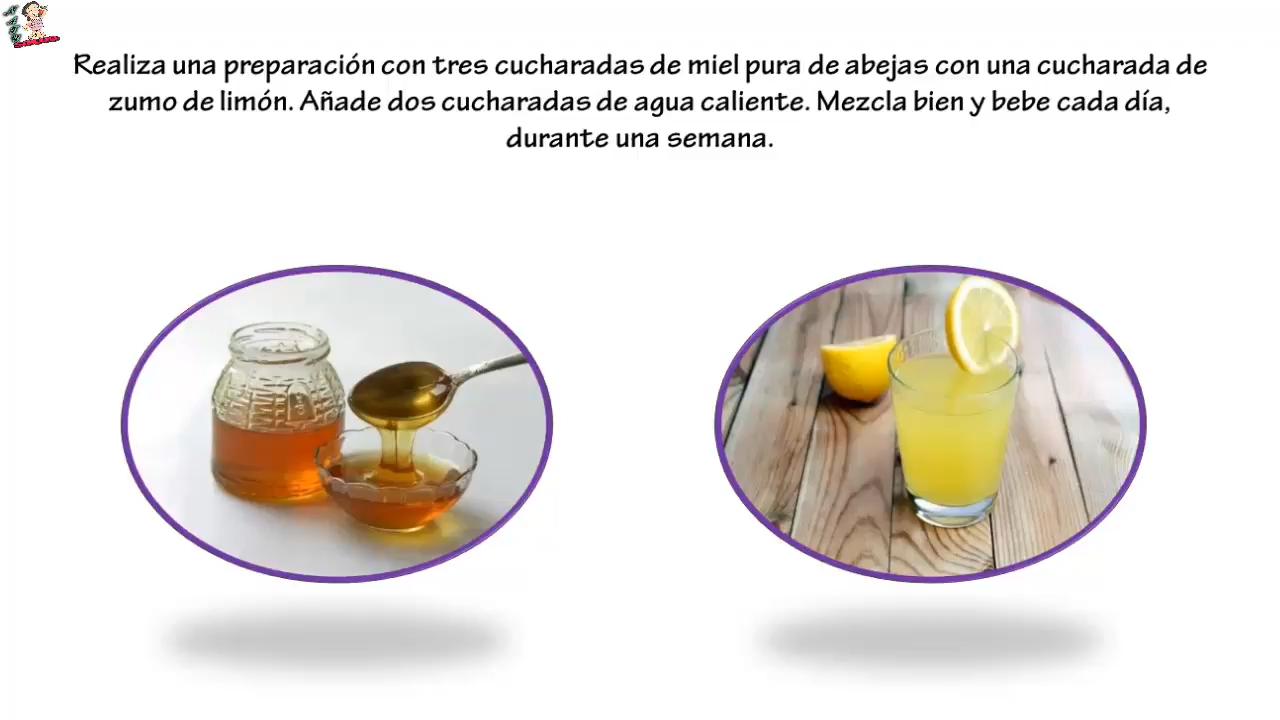 Realiza una preparación con tres cucharadas de miel pura de abejas con una cucharada de
zumo de limón. Añade dos cucharadas de agua caliente. Mezcla bien y bebe cada día,
durante una semana.